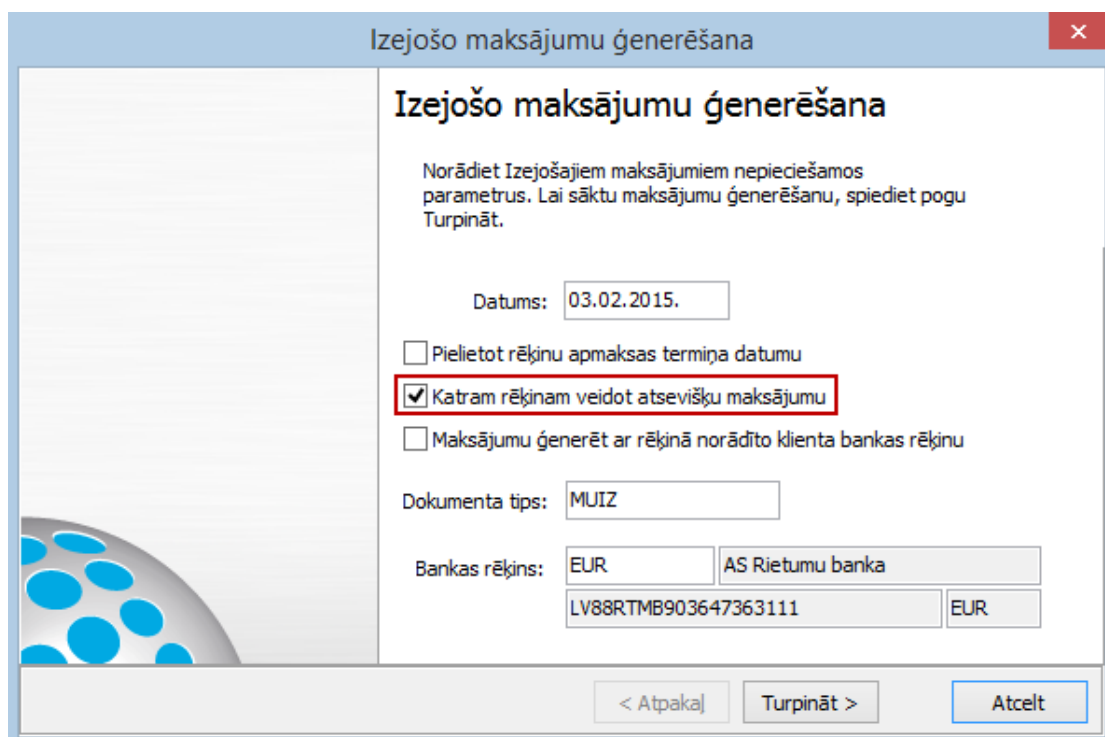 Izejošo maksājumu ģenerēšana
Izejošo maksājumu ģenerēšana
Norādiet Izejošajiem maksājumiem nepieciešamos
parametrus. Lai sāktu maksājumu ģenerēšanu, spiediet pogu
Turpināt.
Datums: 03.02.2015.
Pielietot rēķinu apmaksas termiņa datumu
Katram rēķinam veidot atsevišķu maksājumu
Maksājumu ģenerēt ar rēķinā norādīto klienta bankas rēķinu
Dokumenta tips: MUIZ
Bankas rēķins: EUR AS Rietumu banka
LV88RTMB903647363111 EUR
< Atpakaļ Turpināt > Atcelt